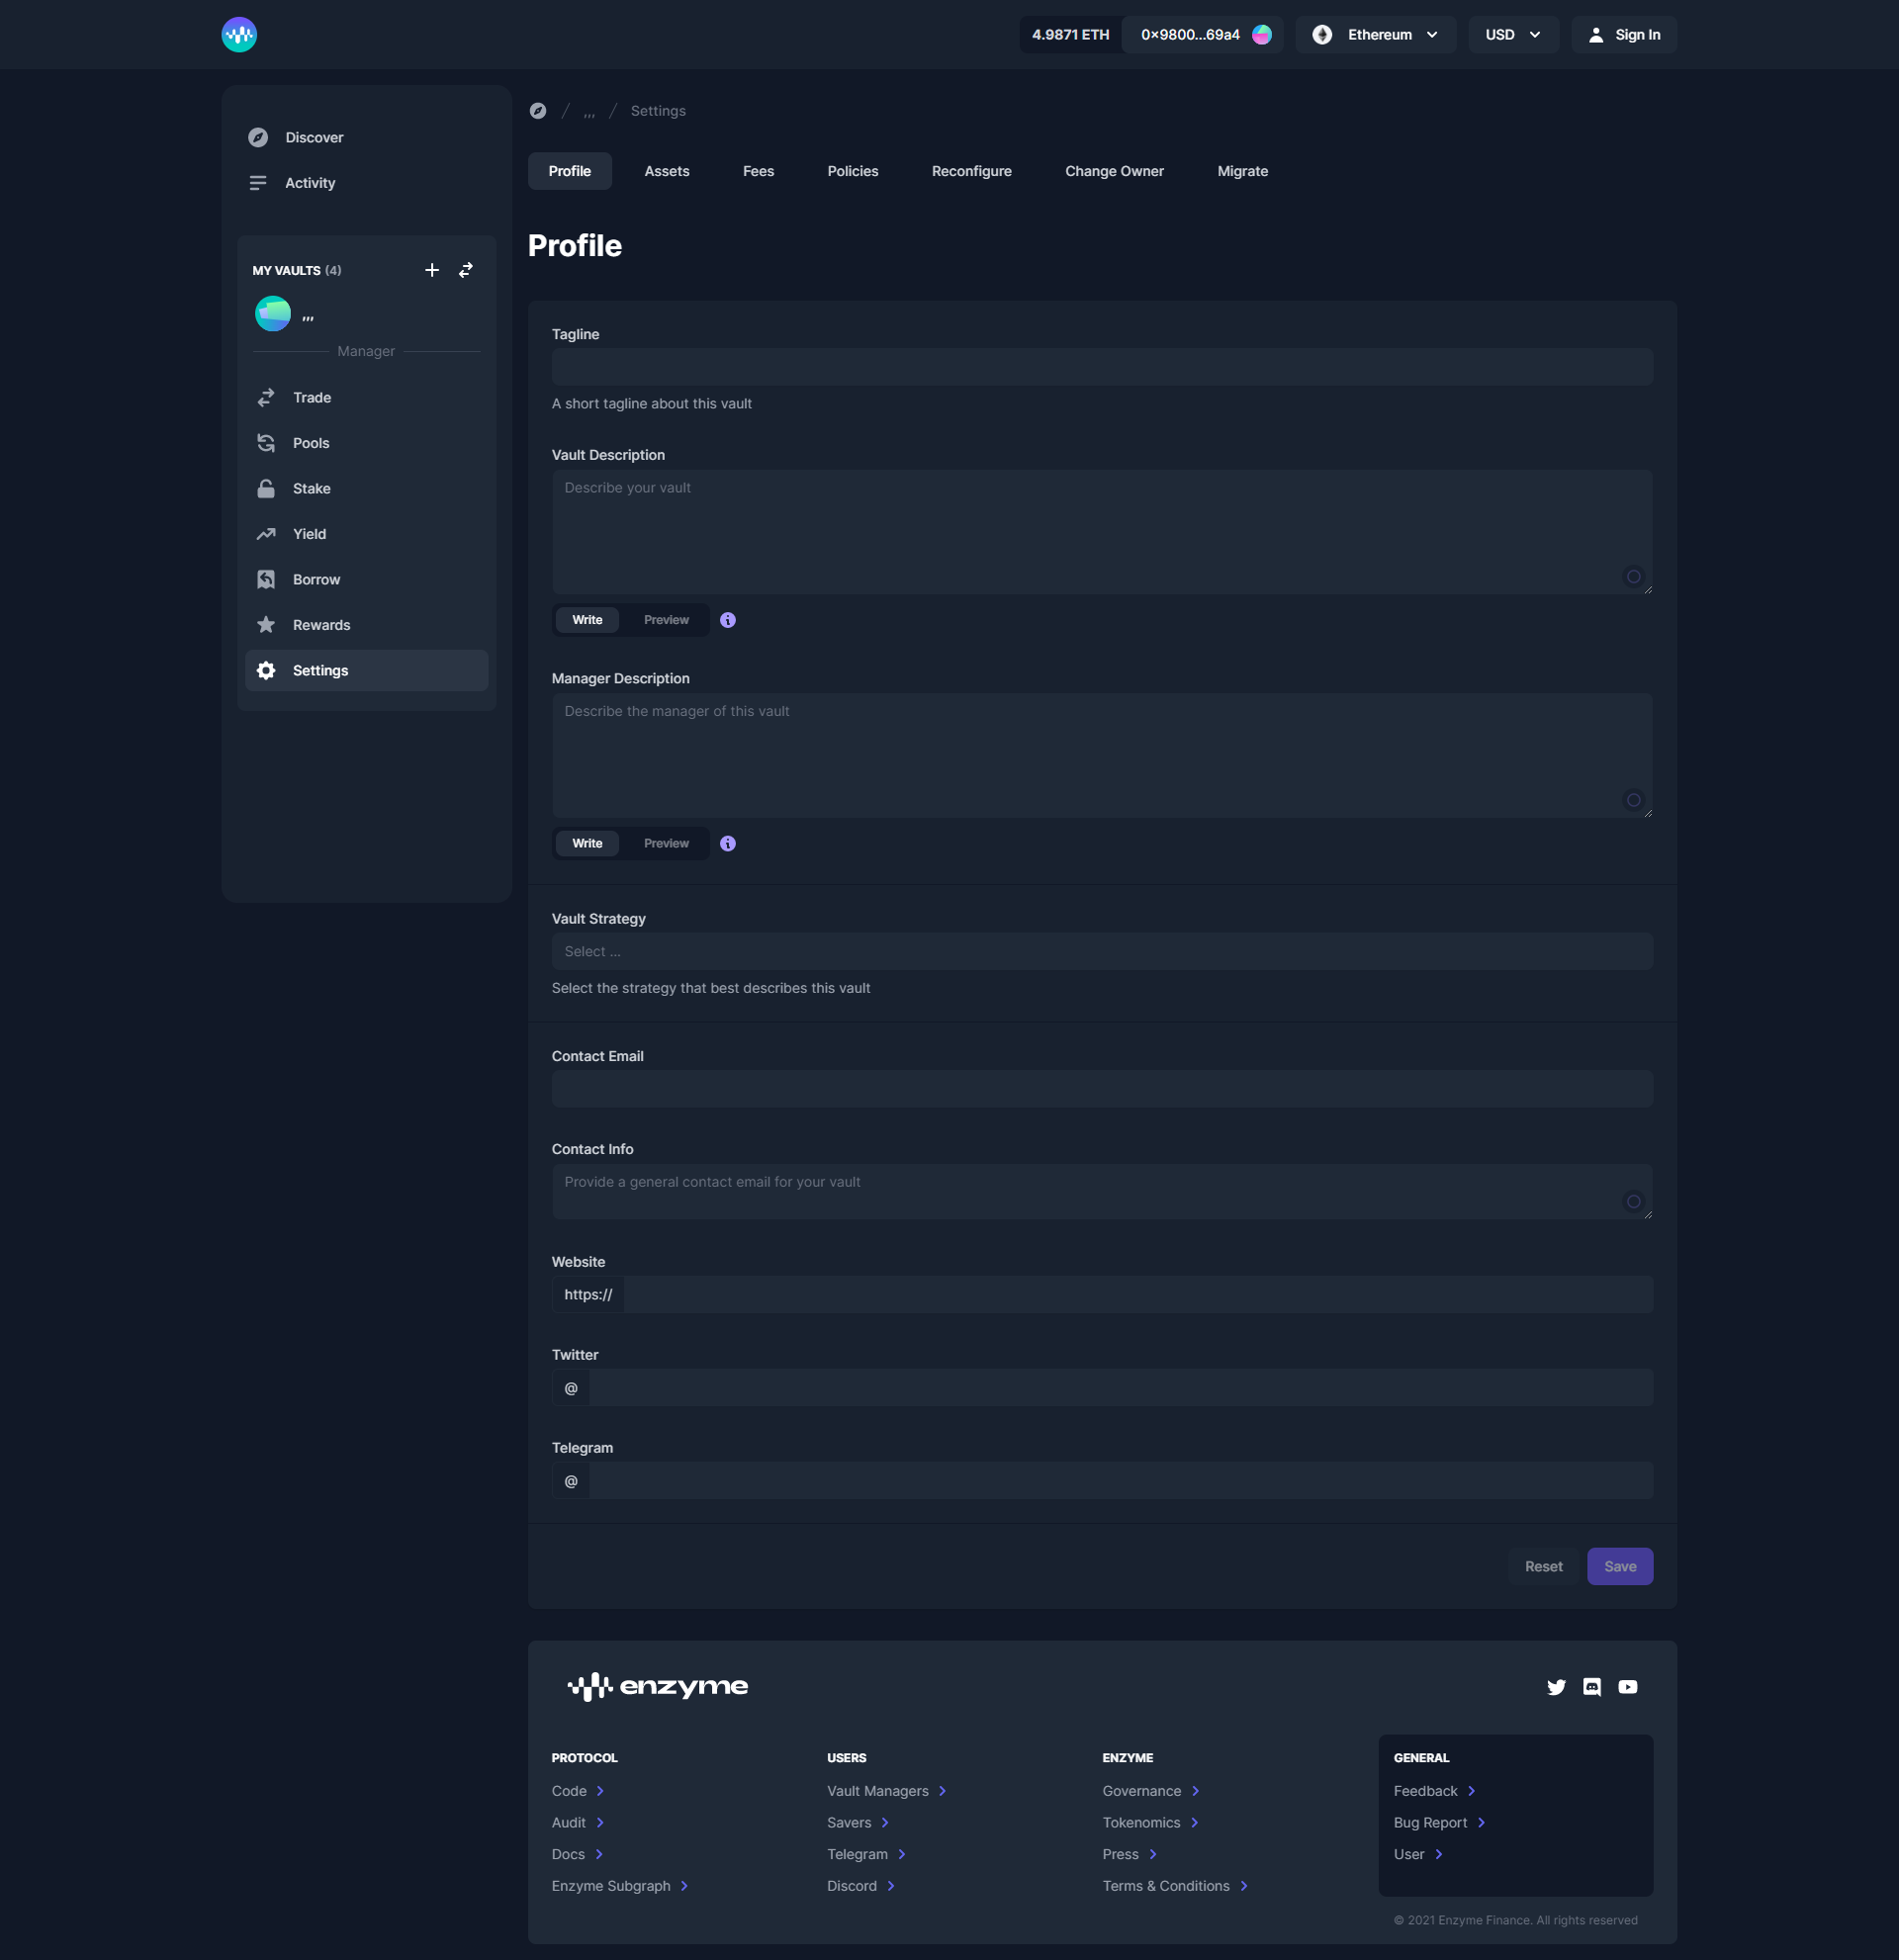 4.9871 ETH 0×9800...69a4 Ethereum USD Sign In
Discover
Activity
MY VAULTS (4)
,,,
Manager
Trade
Pools
Stake
Yield
Borrow
Rewards
Settings
/ ,,, / Settings
Profile Assets Fees Policies Reconfigure Change Owner Migrate
Profile
Tagline
A short tagline about this vault
Vault Description
Describe your vault
Write Preview
Manager Description
Describe the manager of this vault
Write Preview
Vault Strategy
Select ...
Select the strategy that best describes this vault
Contact Email
Contact Info
Provide a general contact email for your vault
Website
https://
Twitter
@
Telegram
@
Reset Save
enzyme
PROTOCOL
Code
Audit
Docs
Enzyme Subgraph
USERS
Vault Managers
Savers
Telegram
Discord
ENZYME
Governance
Tokenomics
Press
Terms & Conditions
GENERAL
Feedback
Bug Report
User
© 2021 Enzyme Finance. All rights reserved